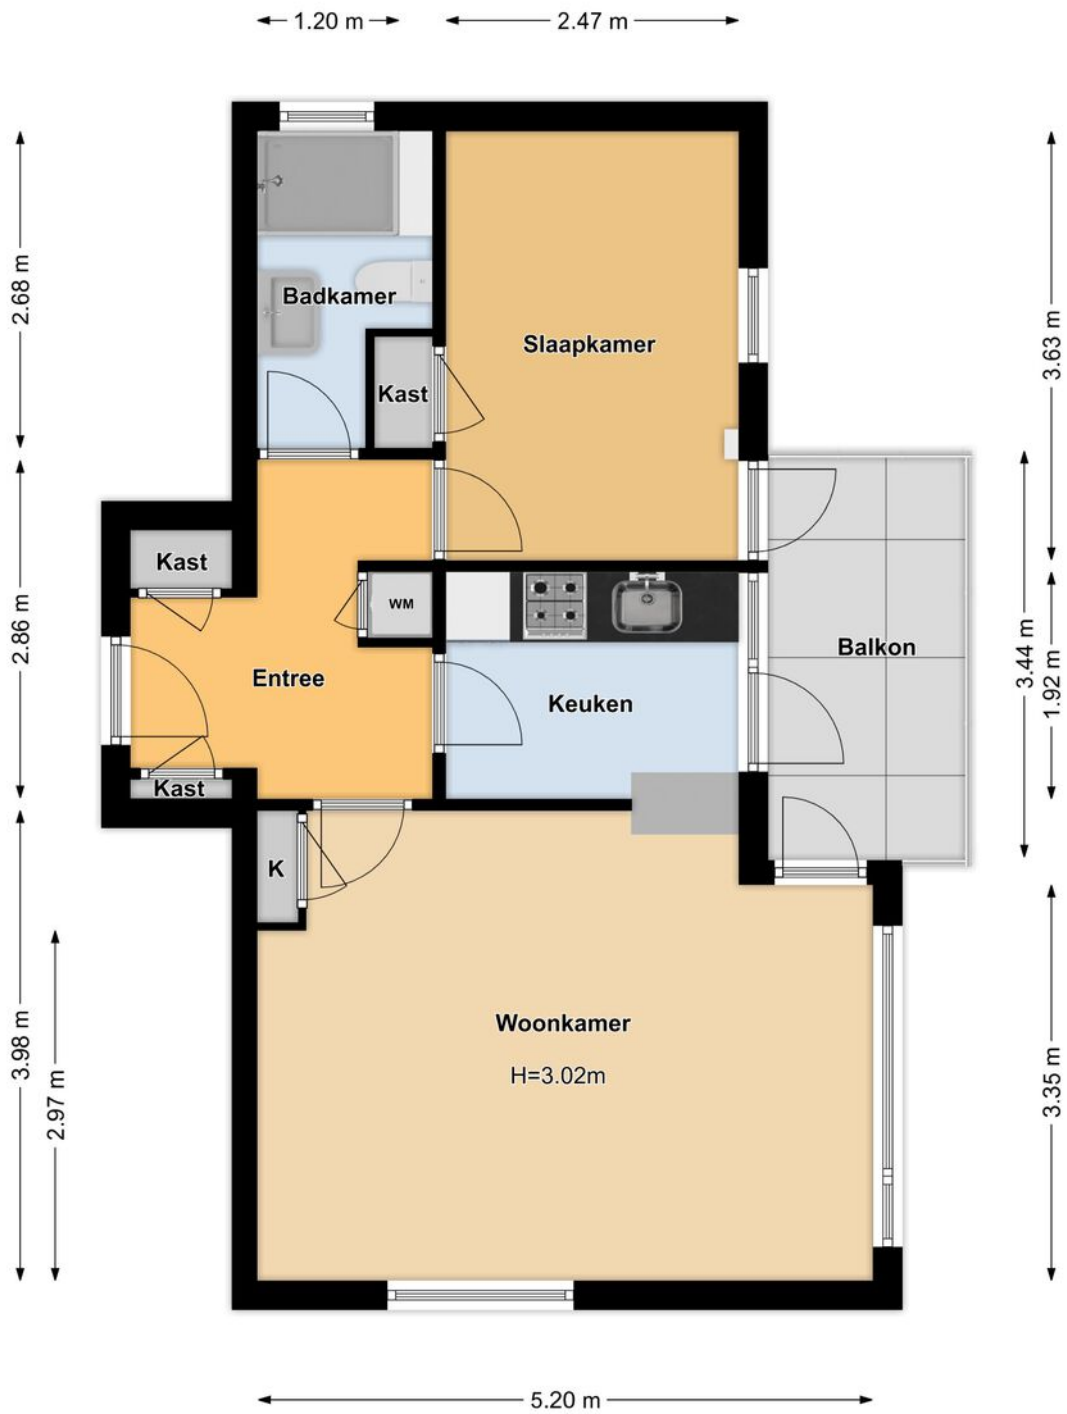 1.20 m
2.47 m
2.68 m
Badkamer
Slaapkamer
3.63 m
Kast
Kast
WM
2.86 m
Entree
Keuken
Balkon
3.44 m
1.92 m
Kast
K
3.98 m
2.97 m
Woonkamer
H=3.02m
3.35 m
5.20 m